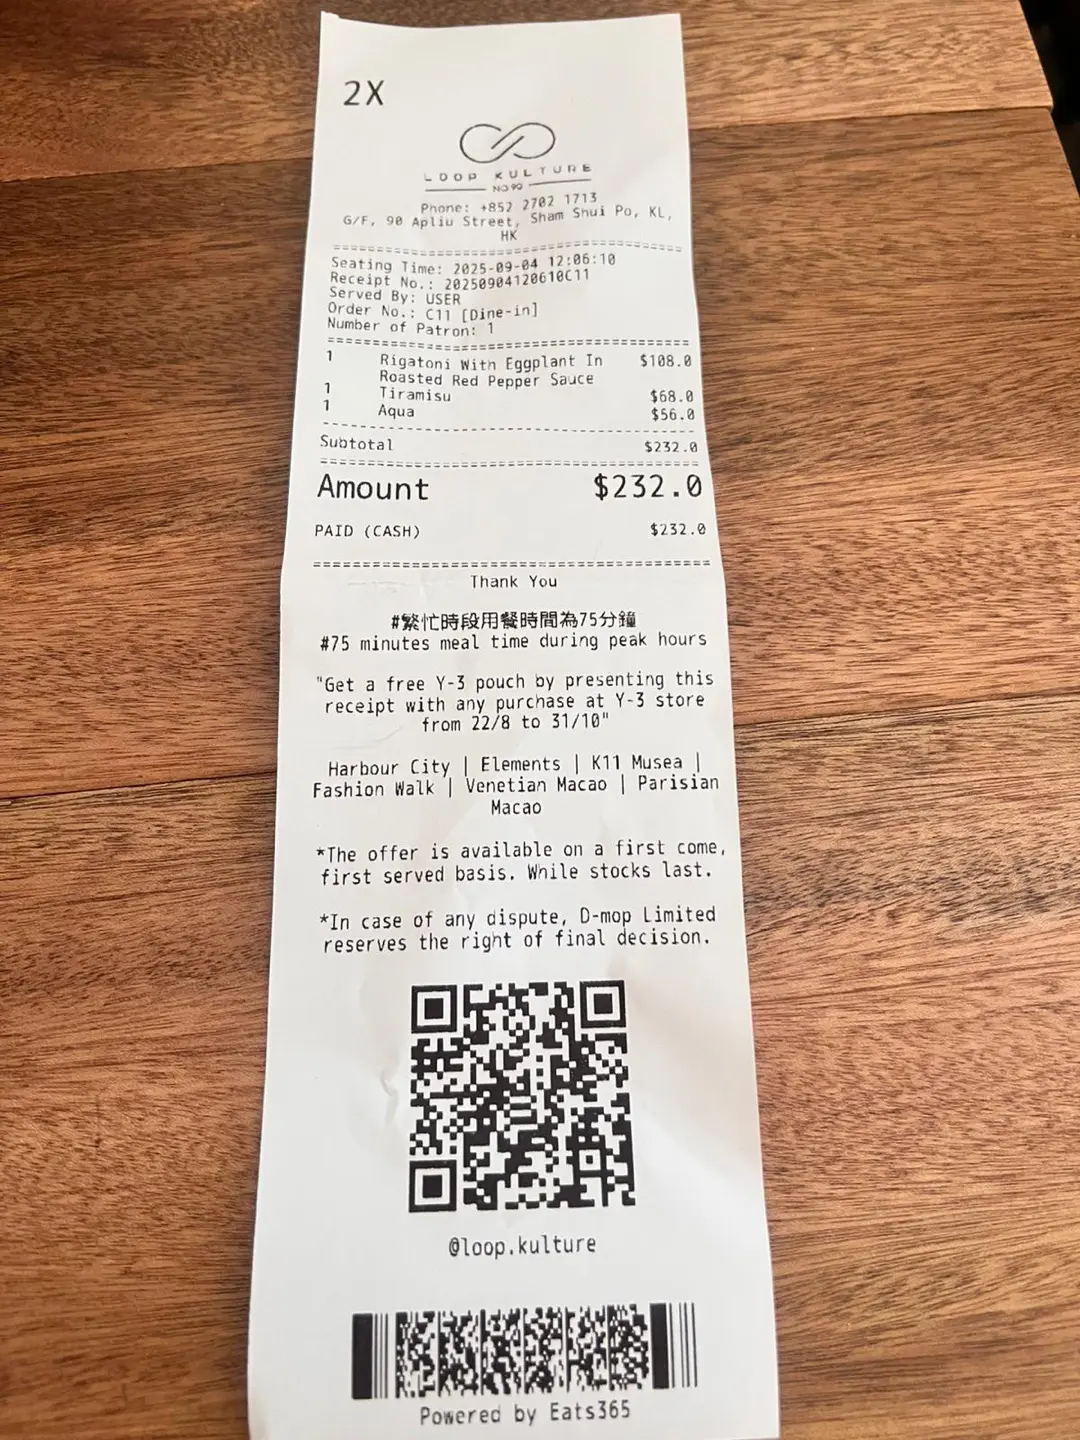 2X
LOOP KULTURE
NO 90
Phone: +852 2702 1713
G/F, 90 Apliu Street, Sham Shui Po, KL,
HK
Seating Time: 2025-09-04 12:06:10
Receipt No.: 20250904120610C11
Served By: USER
Order No.: C11 [Dine-in]
Number of Patron: 1
1 Rigatoni With Eggplant In $108.0
Roasted Red Pepper Sauce
1 Tiramisu $68.0
1 Aqua $56.0
Subtotal $232.0
Amount $232.0
PAID (CASH) $232.0
Thank You
#繁忙時段用餐時間為75分鐘
#75 minutes meal time during peak hours
"Get a free Y-3 pouch by presenting this
receipt with any purchase at Y-3 store
from 22/8 to 31/10"
Harbour City | Elements | K11 Musea |
Fashion Walk | Venetian Macao | Parisian
Macao
*The offer is available on a first come,
first served basis. While stocks last.
*In case of any dispute, D-mop Limited
reserves the right of final decision.
@loop.kulture
Powered by Eats365